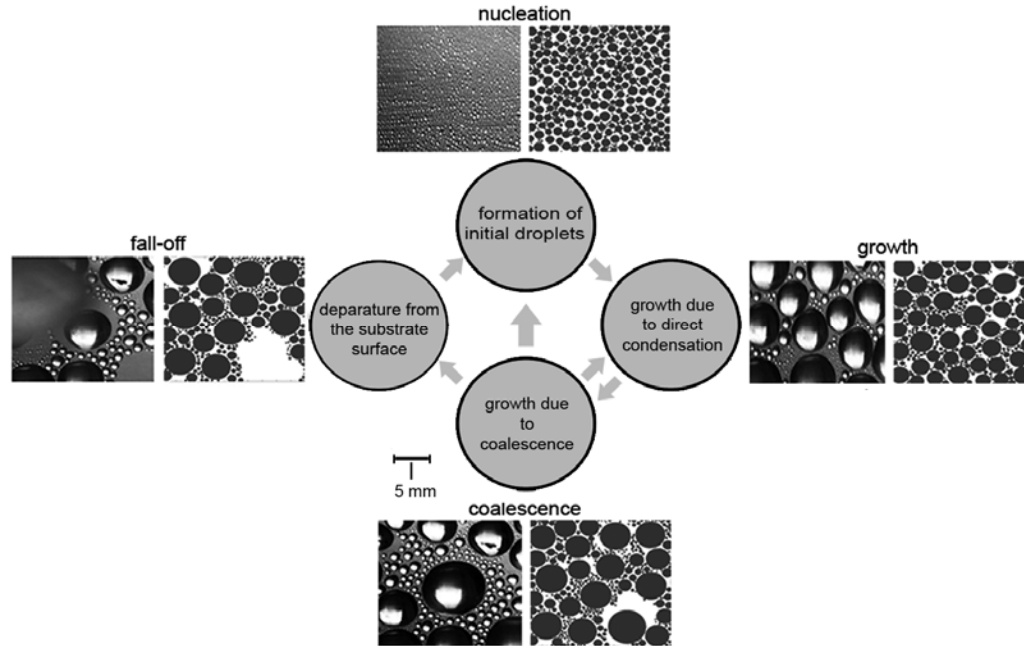 nucleation
formation of
initial droplets
fall-off
growth
deparature from
the substrate
surface
growth due
to direct
condensation
growth due
to
coalescence
5 mm
coalescence